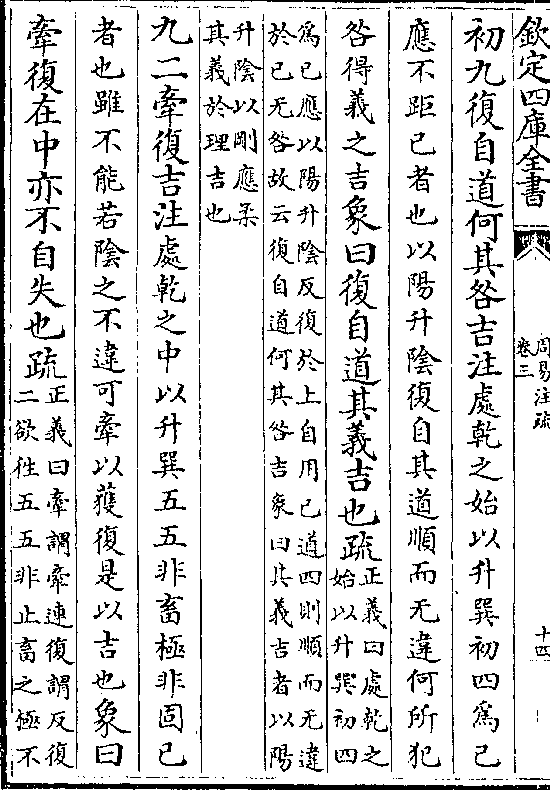 欽定四庫全書
周易注疏
卷三
十四
初九復自道何其咎吉注處乾之始以升巽初四為己
應不距己者也以陽升陰復自其道順而无違何所犯
咎得義之吉象曰復自道其義吉也疏
正義曰處乾之
始以升巽初四
為已應以陽升陰反復於上自用已道四則順而无違
於已无咎故云復自道何其咎吉象曰其義吉者以陽
升陰以剛應柔
其義於理吉也
九二牽復吉注處乾之中以升巽五五非畜極非固已
者也雖不能若陰之不違可牽以獲復是以吉也象曰
牽復在中亦不自失也疏
正義曰牽謂牽連復謂反復
二欲徃五五非止畜之極不